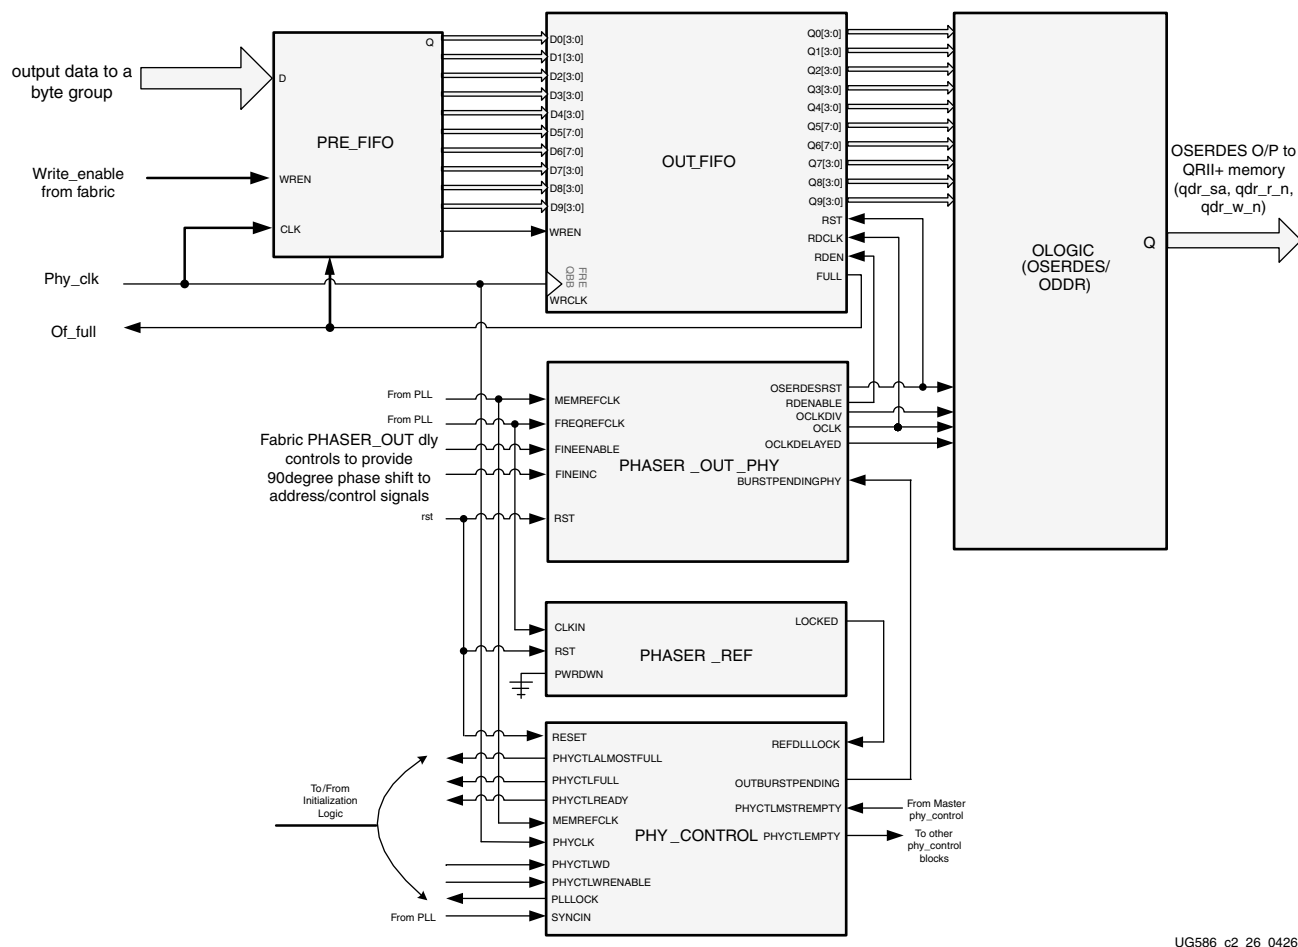 output data to a
byte group
Write_enable
from fabric
Phy_clk
Of_full
Q
D
PRE_FIFO
WREN
CLK
D0[3:0]
D1[3:0]
D2[3:0]
D3[3:0]
D4[3:0]
D5[7:0]
D6[7:0]
D7[3:0]
D8[3:0]
D9[3:0]
WREN
FRE
QBB
WRCLK
OUT_FIFO
Q0[3:0]
Q1[3:0]
Q2[3:0]
Q3[3:0]
Q4[3:0]
Q5[7:0]
Q6[7:0]
Q7[3:0]
Q8[3:0]
Q9[3:0]
RST
RDCLK
RDEN
FULL
OLOGIC
(OSERDES/
ODDR)
Q
OSERDES O/P to
QRII+ memory
(qdr_sa, qdr_r_n,
qdr_w_n)
From PLL
From PLL
Fabric PHASER_OUT dly
controls to provide
90degree phase shift to
address/control signals
rst
MEMREFCLK
FREQREFCLK
FINEENABLE
FINEINC
RST
PHASER _OUT _PHY
OSERDESRST
RDENABLE
OCLKDIV
OCLK
OCLKDELAYED
BURSTPENDINGPHY
CLKIN
RST
PWRDWN
PHASER _REF
LOCKED
To/From
Initialization
Logic
From PLL
RESET
PHYCTLALMOSTFULL
PHYCTLFULL
PHYCTLREADY
MEMREFCLK
PHYCLK
PHYCTLWD
PHYCTLWRENABLE
PLLLOCK
SYNCIN
PHY _CONTROL
REFDLLLOCK
OUTBURSTPENDING
PHYCTLMSTREMPTY
PHYCTLEMPTY
From Master
phy_control
To other
phy_control
blocks
UG586_c2_26_0426